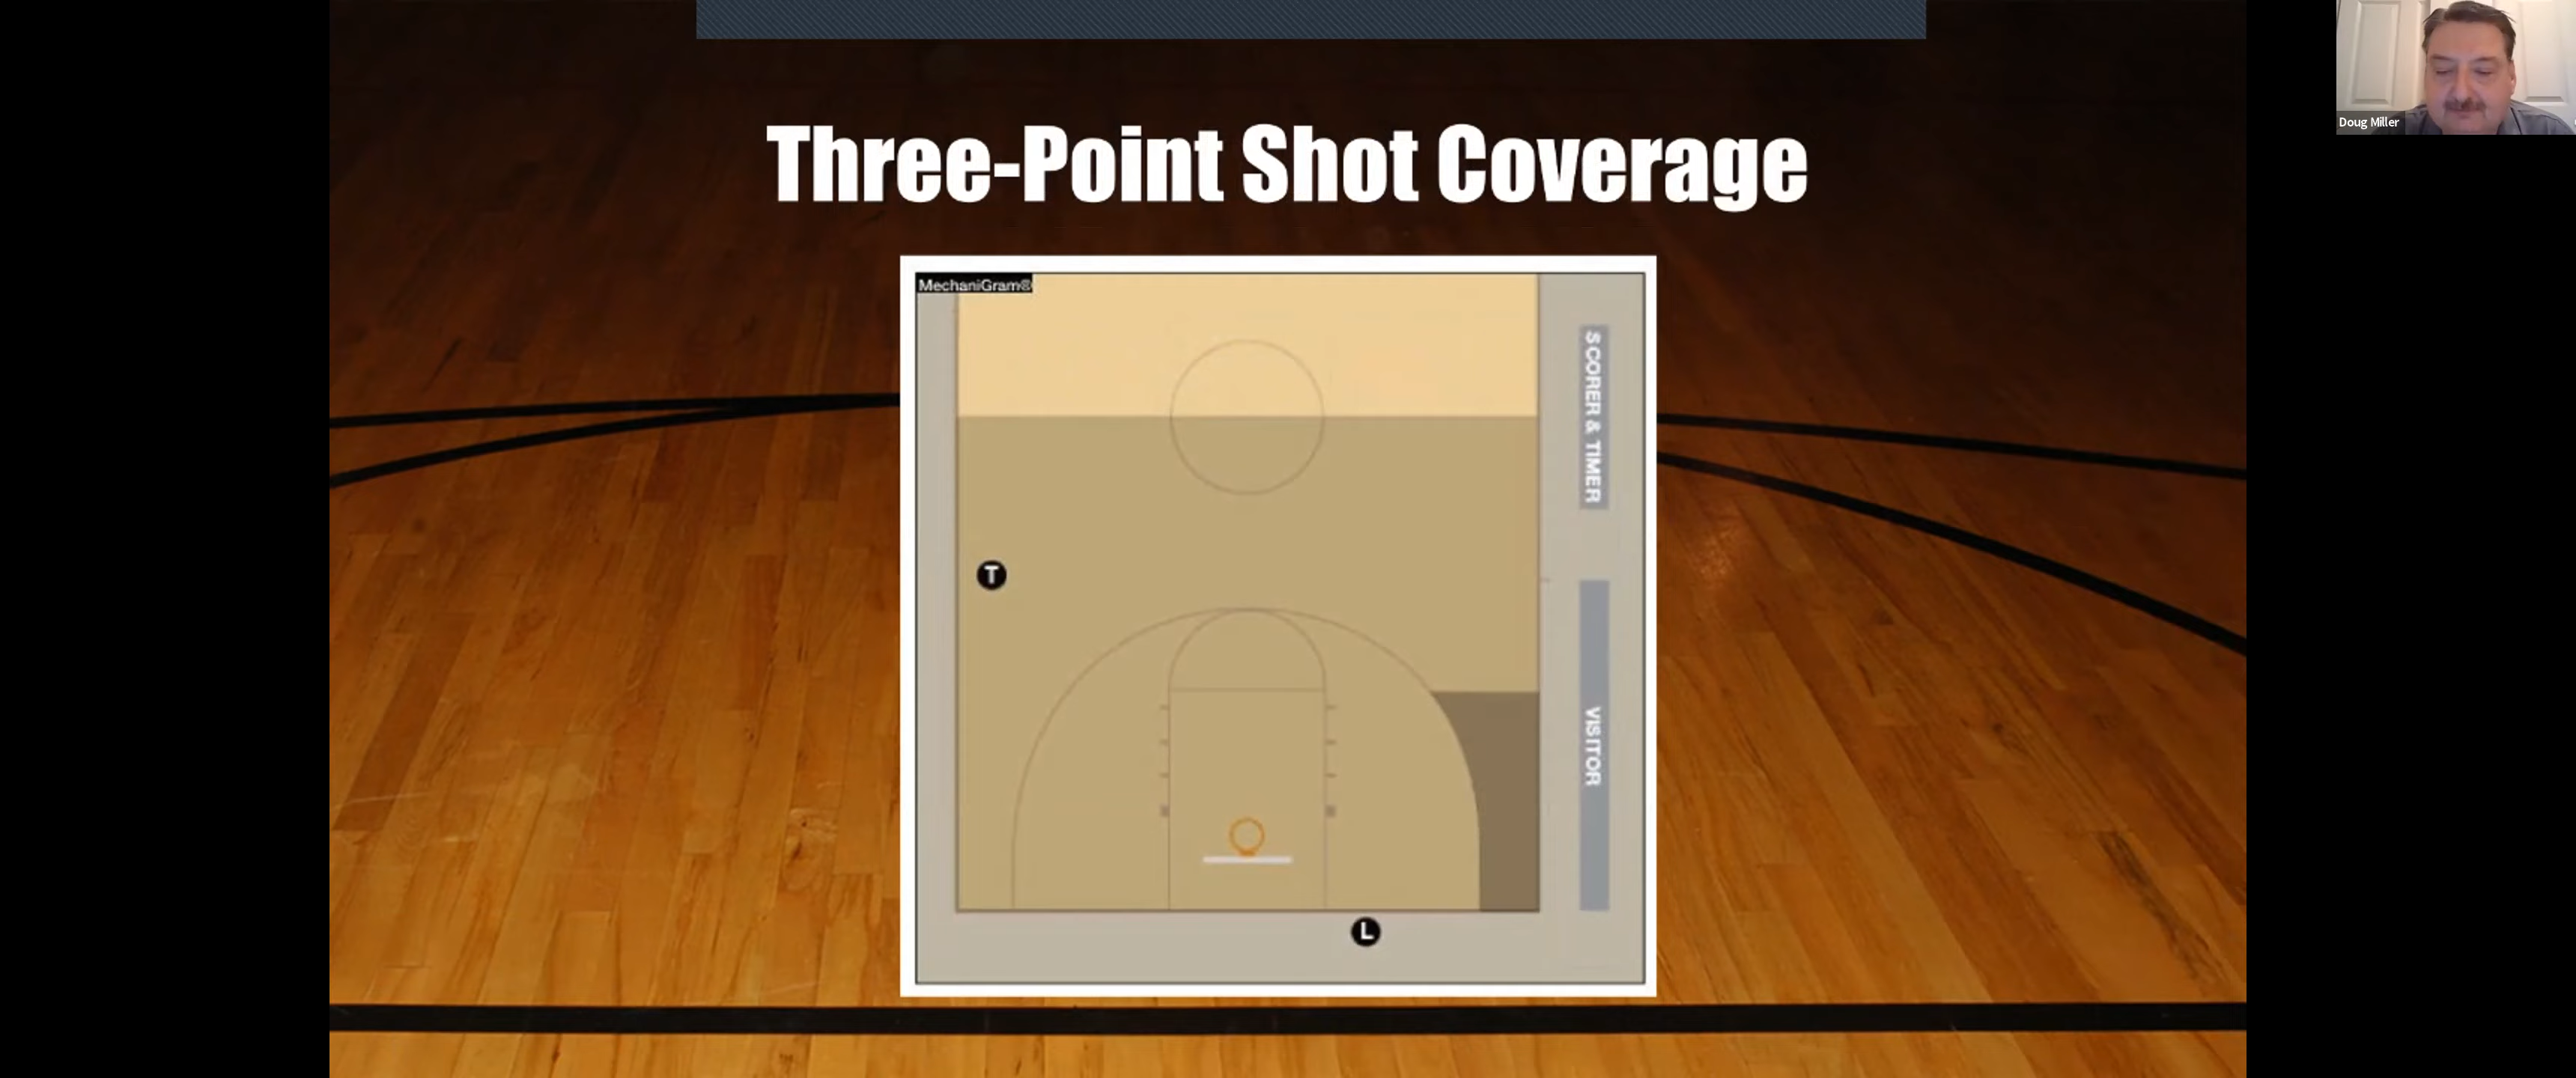 Three-Point Shot Coverage
Doug Miller
MechaniGram®
SCORER & TIMER
T
VISITOR
L